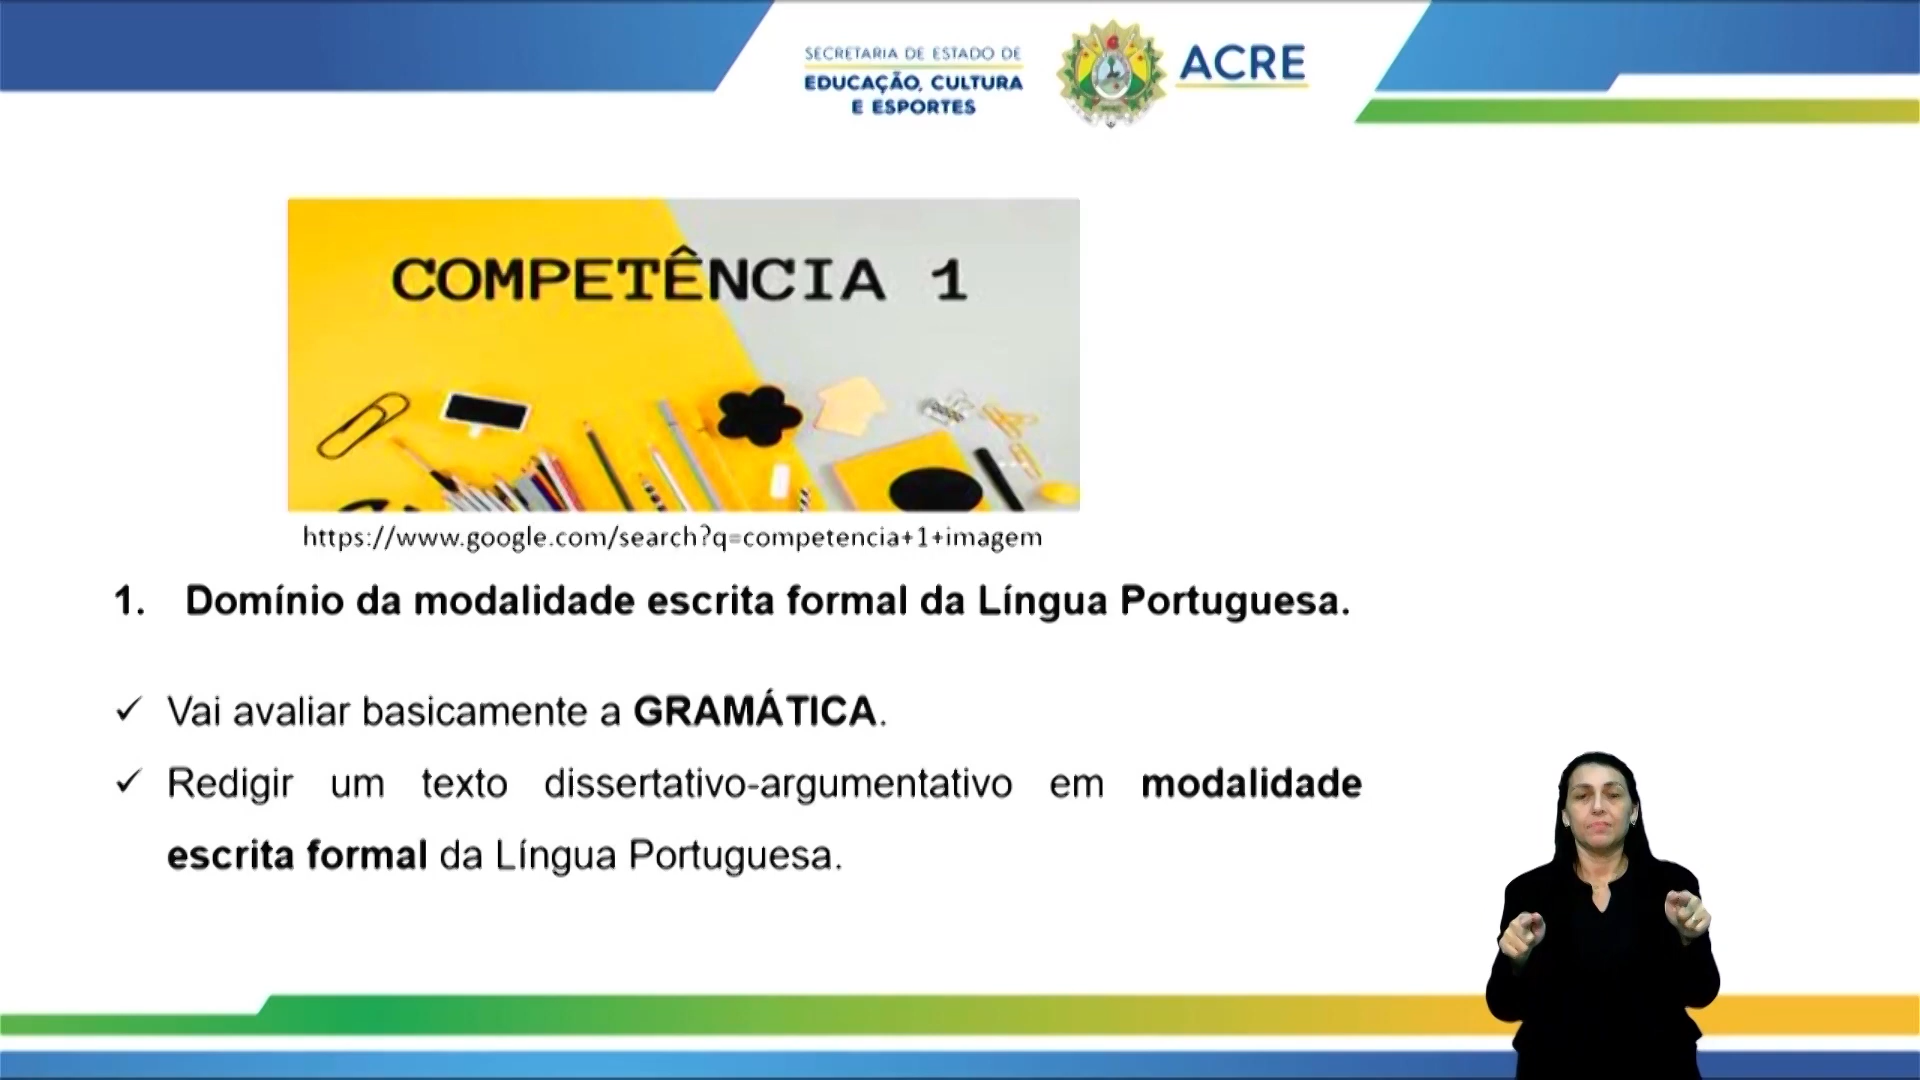 SECRETARIA DE ESTADO DE
EDUCAÇÃO, CULTURA
E ESPORTES
ACRE
COMPETÊNCIA 1
https://www.google.com/search?q=competencia+1+imagem
1. Domínio da modalidade escrita formal da Língua Portuguesa.
✓ Vai avaliar basicamente a GRAMÁTICA.
✓ Redigir um texto dissertativo-argumentativo em modalidade
escrita formal da Língua Portuguesa.